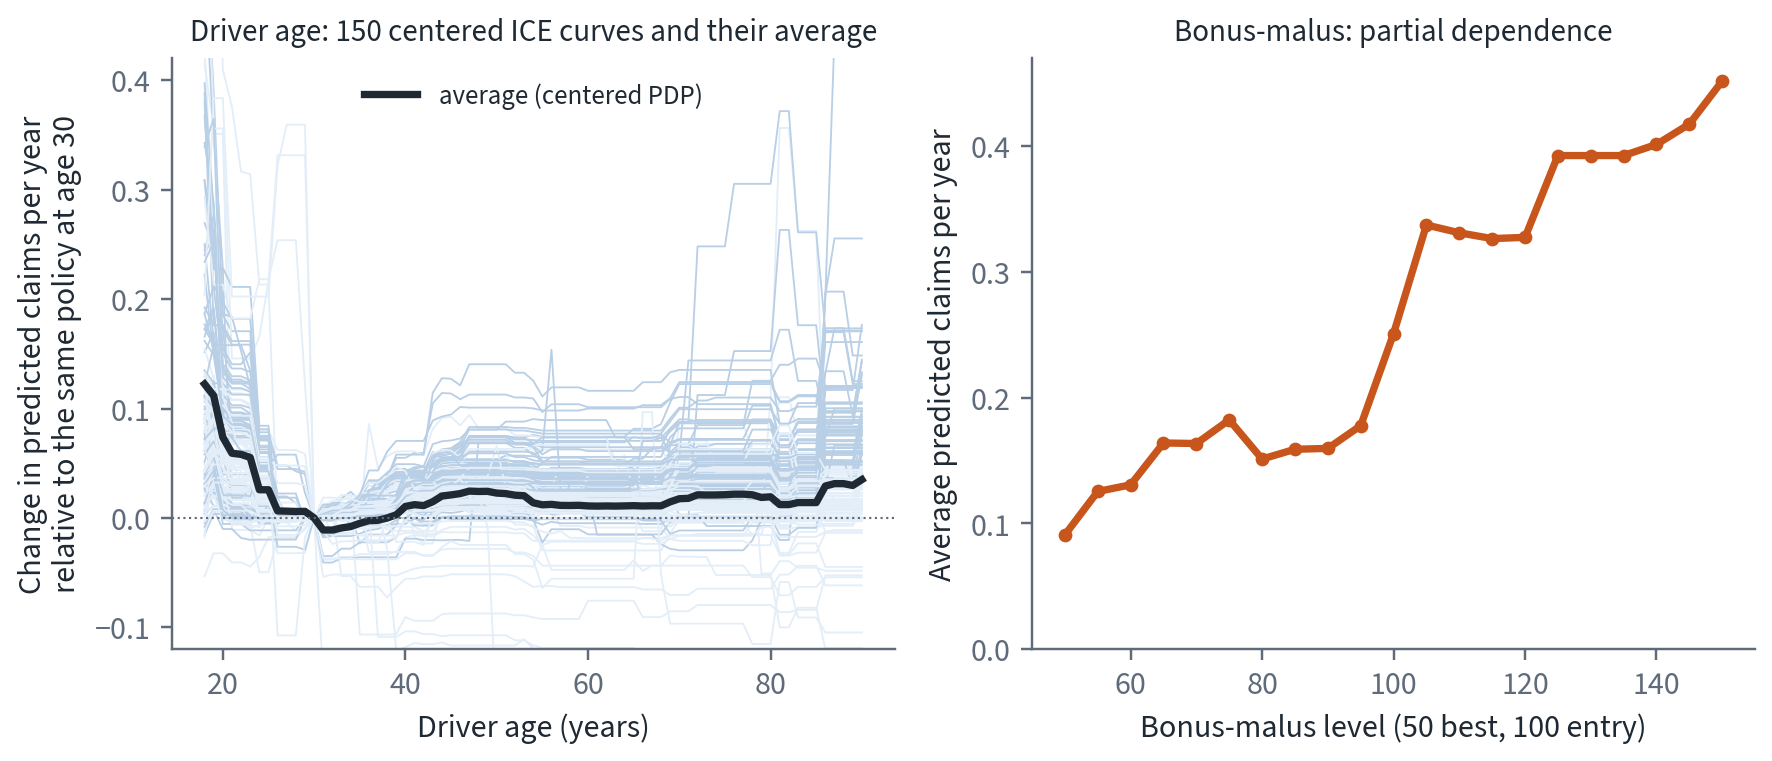 Driver age: 150 centered ICE curves and their average
Change in predicted claims per year
relative to the same policy at age 30
0.4
0.3
0.2
0.1
0.0
−0.1
average (centered PDP)
20
40
60
80
Driver age (years)
Bonus-malus: partial dependence
Average predicted claims per year
0.4
0.3
0.2
0.1
0.0
60
80
100
120
140
Bonus-malus level (50 best, 100 entry)